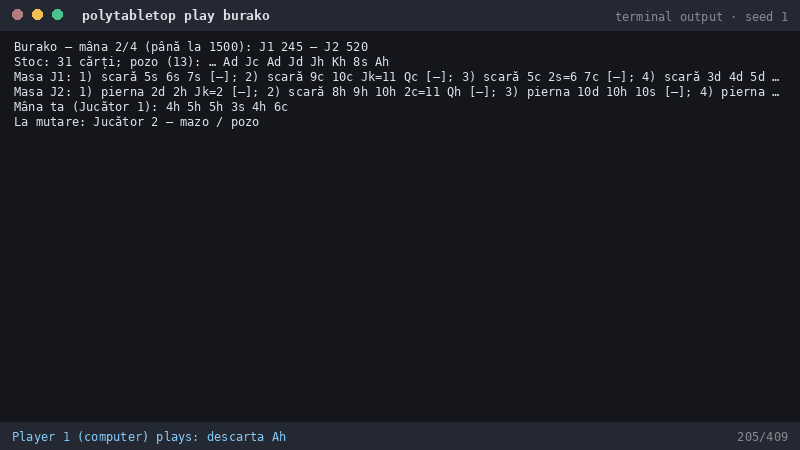 polytabletop play burako
terminal output · seed 1
Burako — mâna 2/4 (până la 1500): J1 245 — J2 520
Stoc: 31 cărți; pozo (13): … Ad Jc Ad Jd Jh Kh 8s Ah
Masa J1: 1) scară 5s 6s 7s [—]; 2) scară 9c 10c Jk=11 Qc [—]; 3) scară 5c 2s=6 7c [—]; 4) scară 3d 4d 5d …
Masa J2: 1) pierna 2d 2h Jk=2 [—]; 2) scară 8h 9h 10h 2c=11 Qh [—]; 3) pierna 10d 10h 10s [—]; 4) pierna …
Mâna ta (Jucător 1): 4h 5h 5h 3s 4h 6c
La mutare: Jucător 2 — mazo / pozo
Player 1 (computer) plays: descarta Ah
205/409